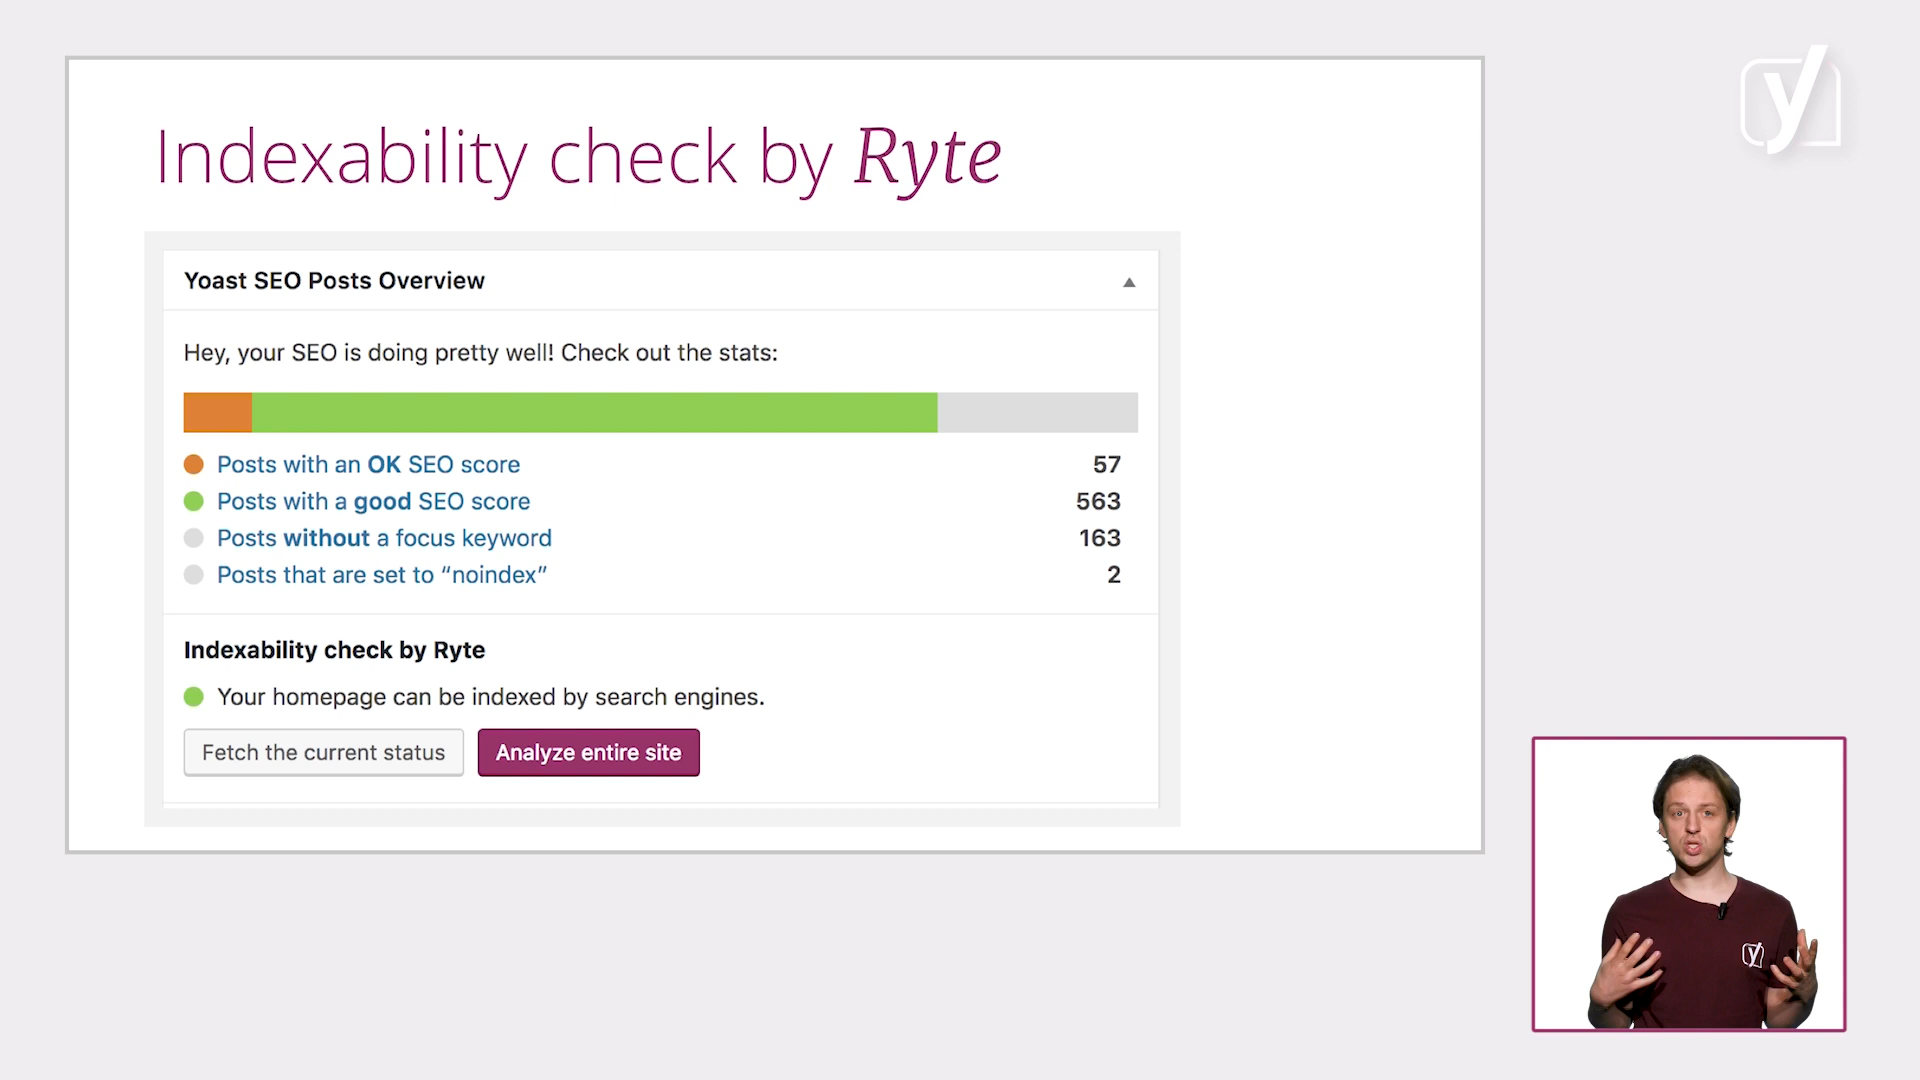 Indexability check by Ryte
Yoast SEO Posts Overview
Hey, your SEO is doing pretty well! Check out the stats:
Posts with an OK SEO score 57
Posts with a good SEO score 563
Posts without a focus keyword 163
Posts that are set to “noindex” 2
Indexability check by Ryte
Your homepage can be indexed by search engines.
Fetch the current status Analyze entire site
y
y